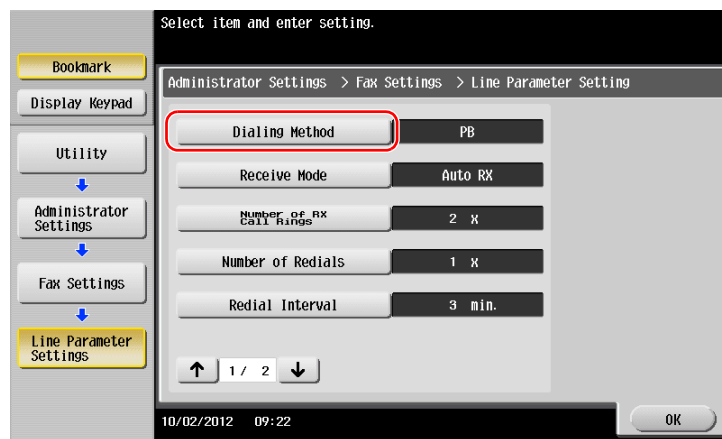 Select item and enter setting.
Bookmark
Display Keypad
Utility
Administrator
Settings
Fax Settings
Line Parameter
Settings
Administrator Settings > Fax Settings > Line Parameter Setting
Dialing Method PB
Receive Mode Auto RX
Number of RX
Call Rings 2 X
Number of Redials 1 X
Redial Interval 3 min.
↑ 1/ 2 ↓
10/02/2012 09:22
OK